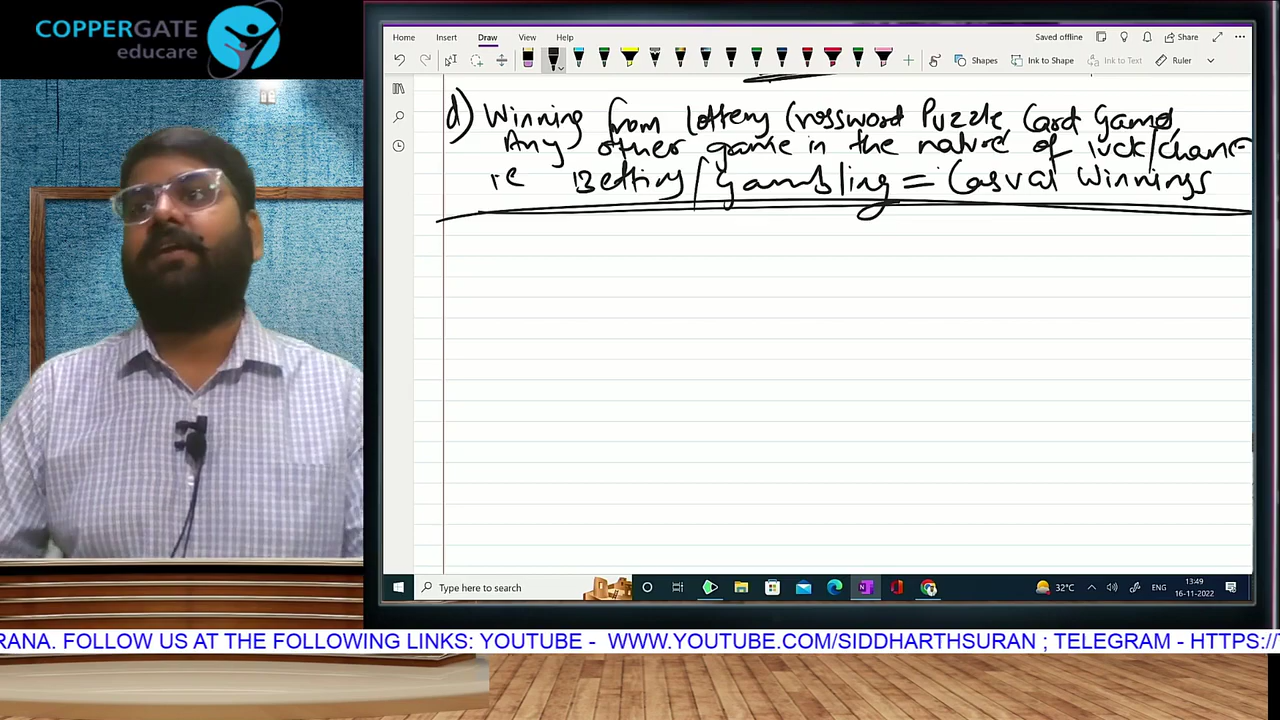 COPPERGATE
educare
Home Insert Draw View Help
Saved offline
Share
Shapes
Ink to Shape
Ink to Text
Ruler
d) Winning from lottery Crossword Puzzle Card Games
Any other game in the nature of luck/chance
ie Betting/Gambling = Casual Winnings
Type here to search
32°C
ENG
13:49
16-11-2022
RANA. FOLLOW US AT THE FOLLOWING LINKS: YOUTUBE - WWW.YOUTUBE.COM/SIDDHARTHSURAN ; TELEGRAM - HTTPS://